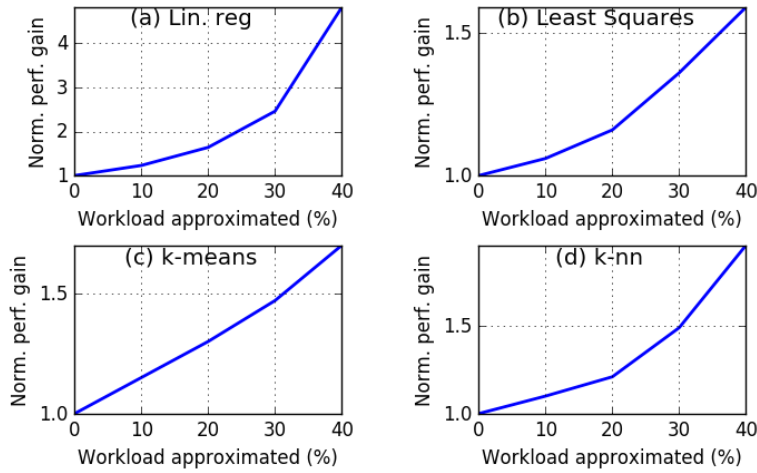 (a) Lin. reg
Norm. perf. gain
4
3
2
1
0 10 20 30 40
Workload approximated (%)
(b) Least Squares
Norm. perf. gain
1.5
1.0
0 10 20 30 40
Workload approximated (%)
(c) k-means
Norm. perf. gain
1.5
1.0
0 10 20 30 40
Workload approximated (%)
(d) k-nn
Norm. perf. gain
1.5
1.0
0 10 20 30 40
Workload approximated (%)